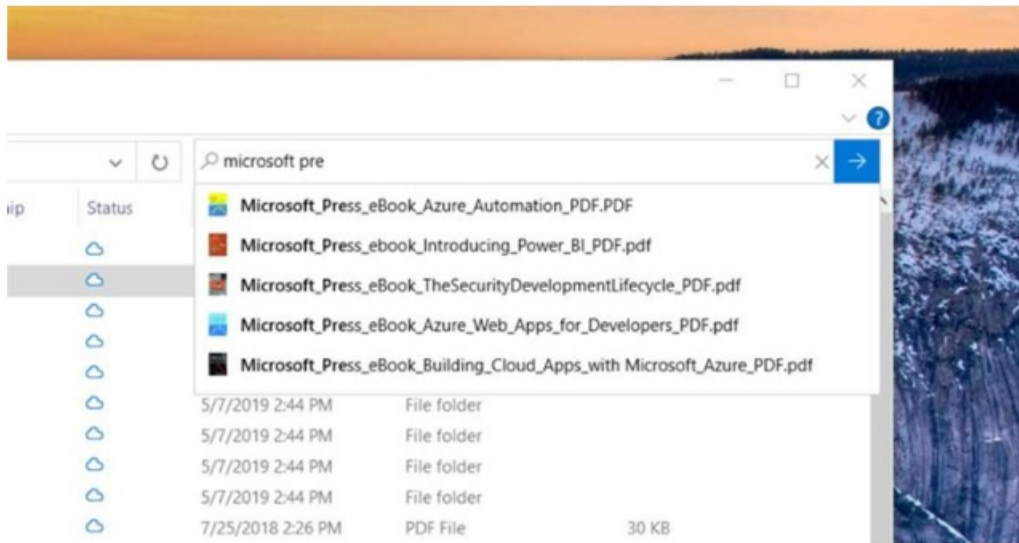 ?
microsoft pre
Status
Microsoft_Press_eBook_Azure_Automation_PDF.PDF
Microsoft_Press_ebook_Introducing_Power_BI_PDF.pdf
Microsoft_Press_eBook_TheSecurityDevelopmentLifecycle_PDF.pdf
Microsoft_Press_eBook_Azure_Web_Apps_for_Developers_PDF.pdf
Microsoft_Press_eBook_Building_Cloud_Apps_with Microsoft_Azure_PDF.pdf
5/7/2019 2:44 PM File folder
5/7/2019 2:44 PM File folder
5/7/2019 2:44 PM File folder
5/7/2019 2:44 PM File folder
7/25/2018 2:26 PM PDF File 30 KB